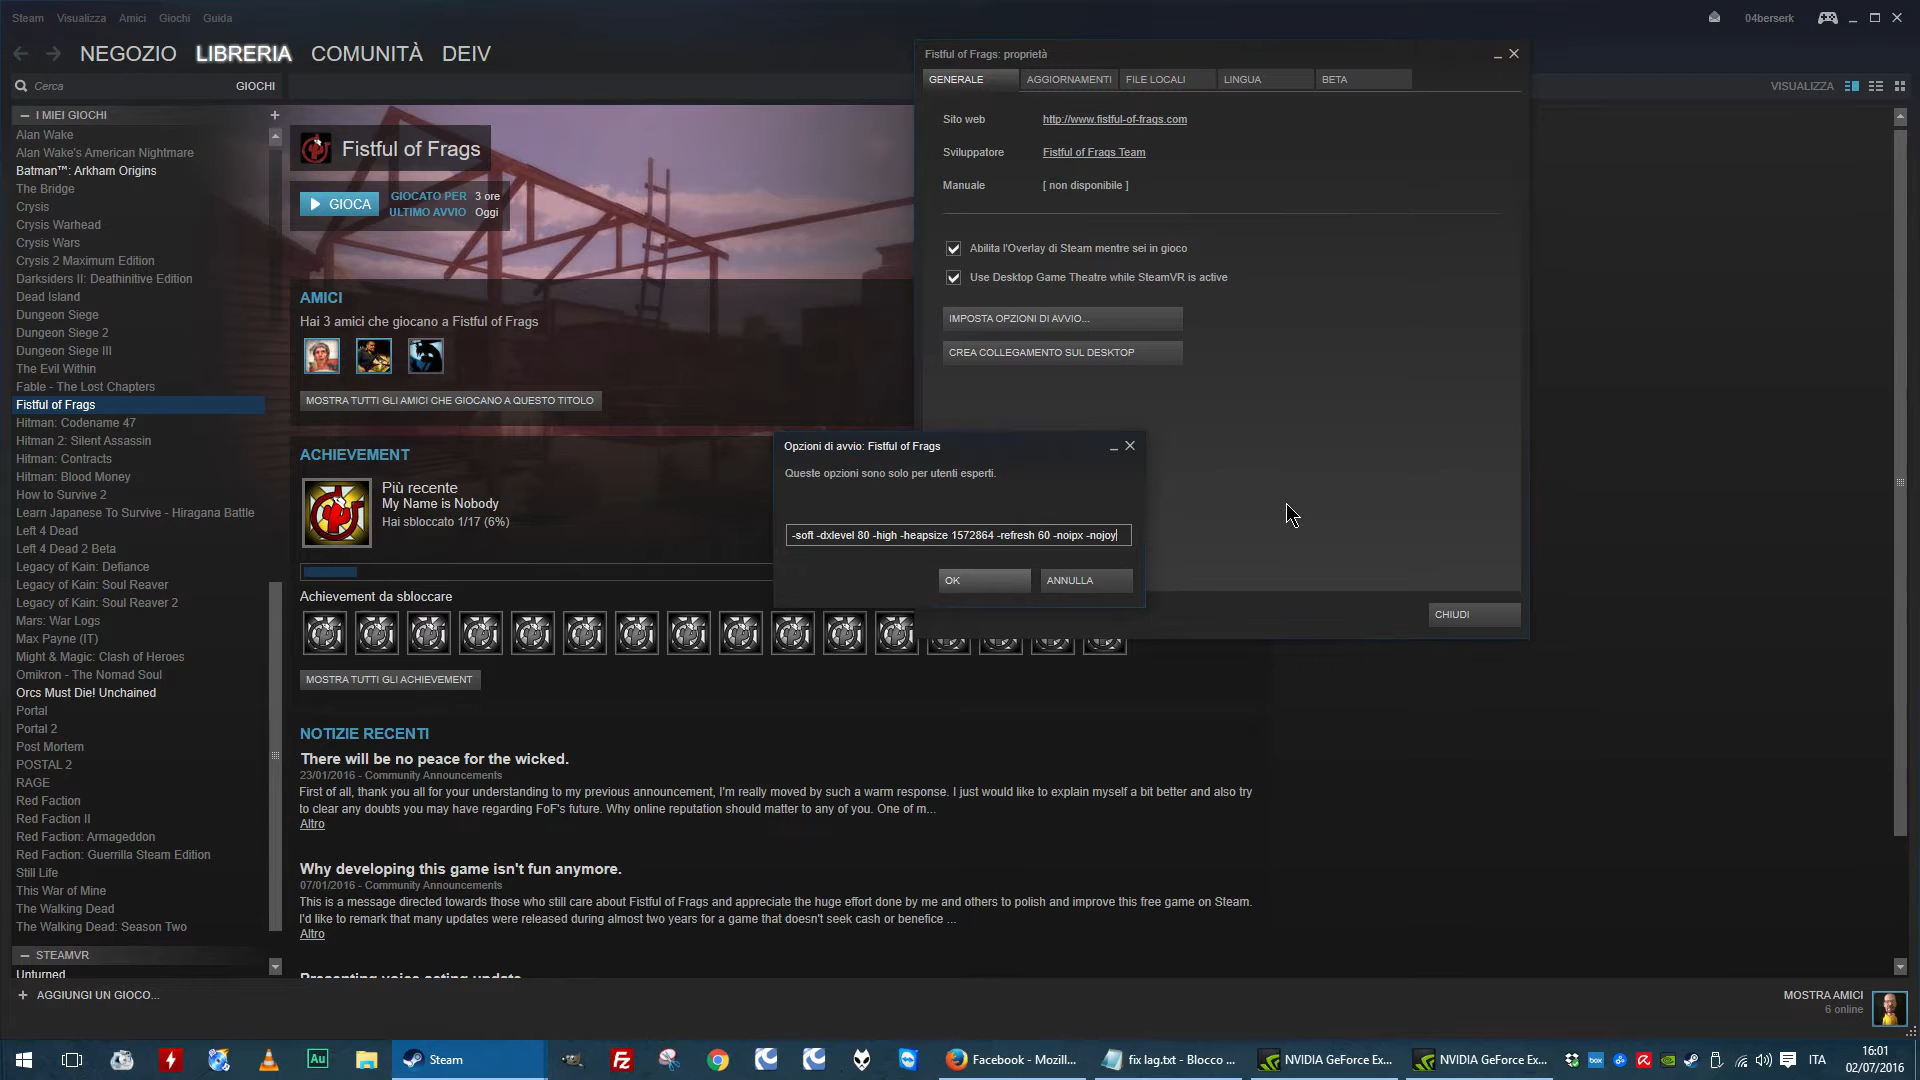 Steam Visualizza Amici Giochi Guida
04berserk
NEGOZIO LIBRERIA COMUNITÀ DEIV
Cerca GIOCHI
VISUALIZZA
I MIEI GIOCHI
Alan Wake
Alan Wake's American Nightmare
Batman™: Arkham Origins
The Bridge
Crysis
Crysis Warhead
Crysis Wars
Crysis 2 Maximum Edition
Darksiders II: Deathinitive Edition
Dead Island
Dungeon Siege
Dungeon Siege 2
Dungeon Siege III
The Evil Within
Fable - The Lost Chapters
Fistful of Frags
Hitman: Codename 47
Hitman 2: Silent Assassin
Hitman: Contracts
Hitman: Blood Money
How to Survive 2
Learn Japanese To Survive - Hiragana Battle
Left 4 Dead
Left 4 Dead 2 Beta
Legacy of Kain: Defiance
Legacy of Kain: Soul Reaver
Legacy of Kain: Soul Reaver 2
Mars: War Logs
Max Payne (IT)
Might & Magic: Clash of Heroes
Omikron - The Nomad Soul
Orcs Must Die! Unchained
Portal
Portal 2
Post Mortem
POSTAL 2
RAGE
Red Faction
Red Faction II
Red Faction: Armageddon
Red Faction: Guerrilla Steam Edition
Still Life
This War of Mine
The Walking Dead
The Walking Dead: Season Two
STEAMVR
Unturned
AGGIUNGI UN GIOCO...
Fistful of Frags
GIOCA
GIOCATO PER 3 ore
ULTIMO AVVIO Oggi
AMICI
Hai 3 amici che giocano a Fistful of Frags
MOSTRA TUTTI GLI AMICI CHE GIOCANO A QUESTO TITOLO
ACHIEVEMENT
Più recente
My Name is Nobody
Hai sbloccato 1/17 (6%)
Achievement da sbloccare
MOSTRA TUTTI GLI ACHIEVEMENT
NOTIZIE RECENTI
There will be no peace for the wicked.
23/01/2016 - Community Announcements
First of all, thank you all for your understanding to my previous announcement, I'm really moved by such a warm response. I just would like to explain myself a bit better and also try
to clear any doubts you may have regarding FoF's future. Why online reputation should matter to any of you. One of m...
Altro
Why developing this game isn't fun anymore.
07/01/2016 - Community Announcements
This is a message directed towards those who still care about Fistful of Frags and appreciate the huge effort done by me and others to polish and improve this free game on Steam.
I'd like to remark that many updates were released during almost two years for a game that doesn't seek cash or benefice ...
Altro
Presenting voice acting update
Fistful of Frags: proprietà
GENERALE AGGIORNAMENTI FILE LOCALI LINGUA BETA
Sito web http://www.fistful-of-frags.com
Sviluppatore Fistful of Frags Team
Manuale [ non disponibile ]
Abilita l'Overlay di Steam mentre sei in gioco
Use Desktop Game Theatre while SteamVR is active
IMPOSTA OPZIONI DI AVVIO...
CREA COLLEGAMENTO SUL DESKTOP
CHIUDI
Opzioni di avvio: Fistful of Frags
Queste opzioni sono solo per utenti esperti.
-soft -dxlevel 80 -high -heapsize 1572864 -refresh 60 -noipx -nojoy
OK ANNULLA
MOSTRA AMICI
6 online
Au
Steam
Fz
Facebook - Mozill...
fix lag.txt - Blocco ...
NVIDIA GeForce Ex...
NVIDIA GeForce Ex...
box
ITA
16:01
02/07/2016